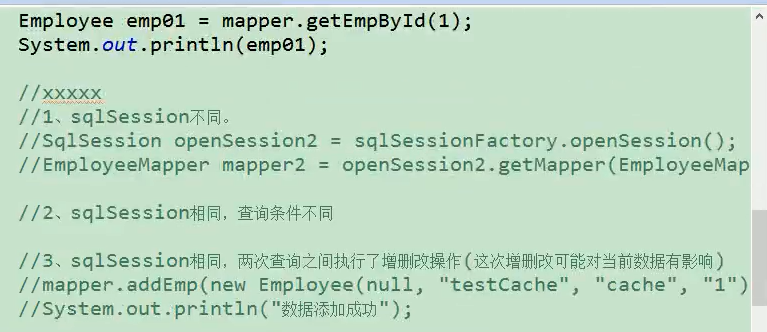 Employee emp01 = mapper.getEmpById(1);
System.out.println(emp01);
//xxxxx
//1、sqlSession不同。
//SqlSession openSession2 = sqlSessionFactory.openSession();
//EmployeeMapper mapper2 = openSession2.getMapper(EmployeeMap
//2、sqlSession相同，查询条件不同
//3、sqlSession相同，两次查询之间执行了增删改操作(这次增删改可能对当前数据有影响)
//mapper.addEmp(new Employee(null, "testCache", "cache", "1")
//System.out.println("数据添加成功");